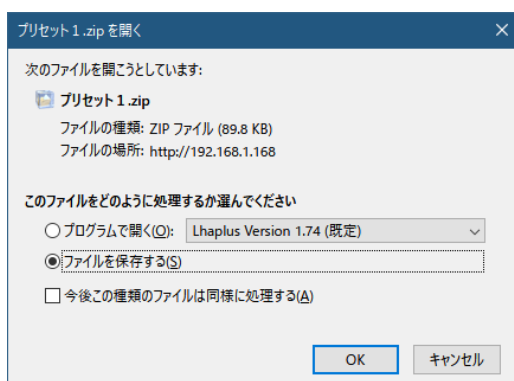 プリセット1.zip を開く
次のファイルを開こうとしています:
プリセット1.zip
ファイルの種類: ZIP ファイル (89.8 KB)
ファイルの場所: http://192.168.1.168
このファイルをどのように処理するか選んでください
プログラムで開く(O): Lhaplus Version 1.74 (既定)
ファイルを保存する(S)
今後この種類のファイルは同様に処理する(A)
OK キャンセル